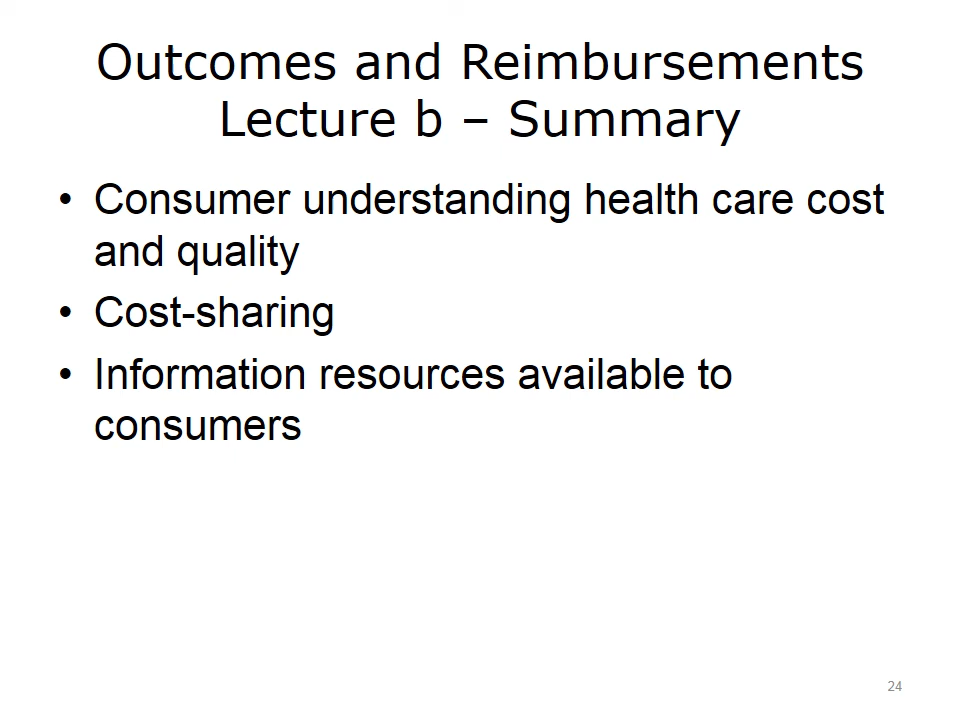 Outcomes and Reimbursements
Lecture b – Summary
• Consumer understanding health care cost
and quality
• Cost-sharing
• Information resources available to
consumers
24